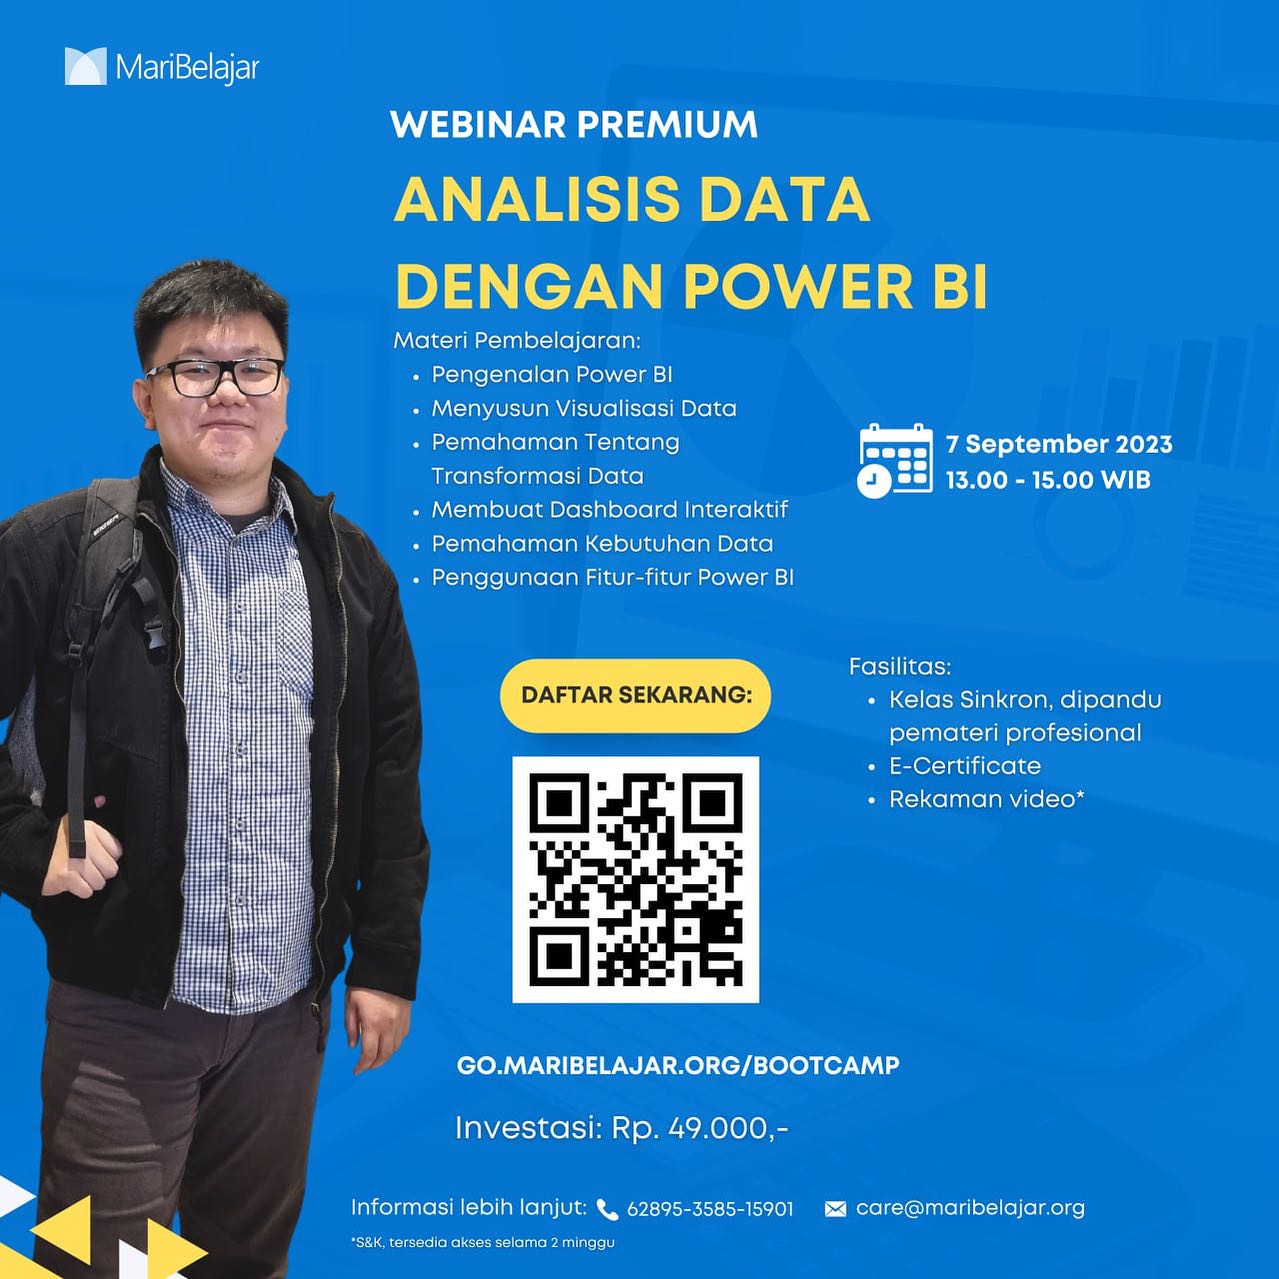 MariBelajar
WEBINAR PREMIUM
ANALISIS DATA
DENGAN POWER BI
Materi Pembelajaran:
• Pengenalan Power BI
• Menyusun Visualisasi Data
• Pemahaman Tentang
Transformasi Data
• Membuat Dashboard Interaktif
• Pemahaman Kebutuhan Data
• Penggunaan Fitur-fitur Power BI
7 September 2023
13.00 - 15.00 WIB
EIGER
DAFTAR SEKARANG:
Fasilitas:
• Kelas Sinkron, dipandu
pemateri profesional
• E-Certificate
• Rekaman video*
GO.MARIBELAJAR.ORG/BOOTCAMP
Investasi: Rp. 49.000,-
Informasi lebih lanjut: 62895-3585-15901 care@maribelajar.org
*S&K, tersedia akses selama 2 minggu